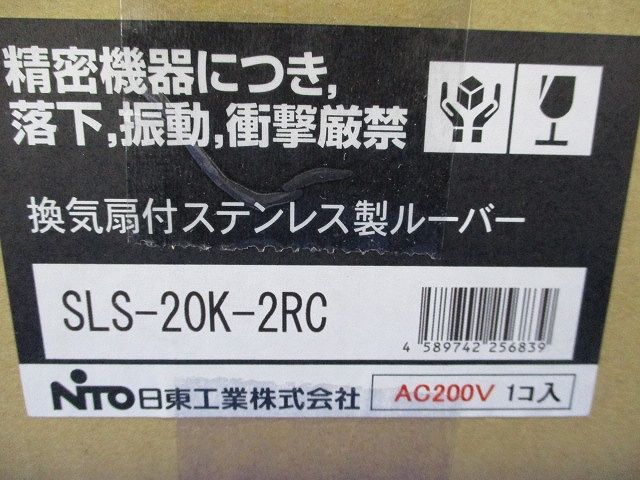 精密機器につき,
落下,振動,衝撃厳禁
換気扇付ステンレス製ルーバー
SLS-20K-2RC
4 589742 256839
NITO 日東工業株式会社 AC200V 1コ入